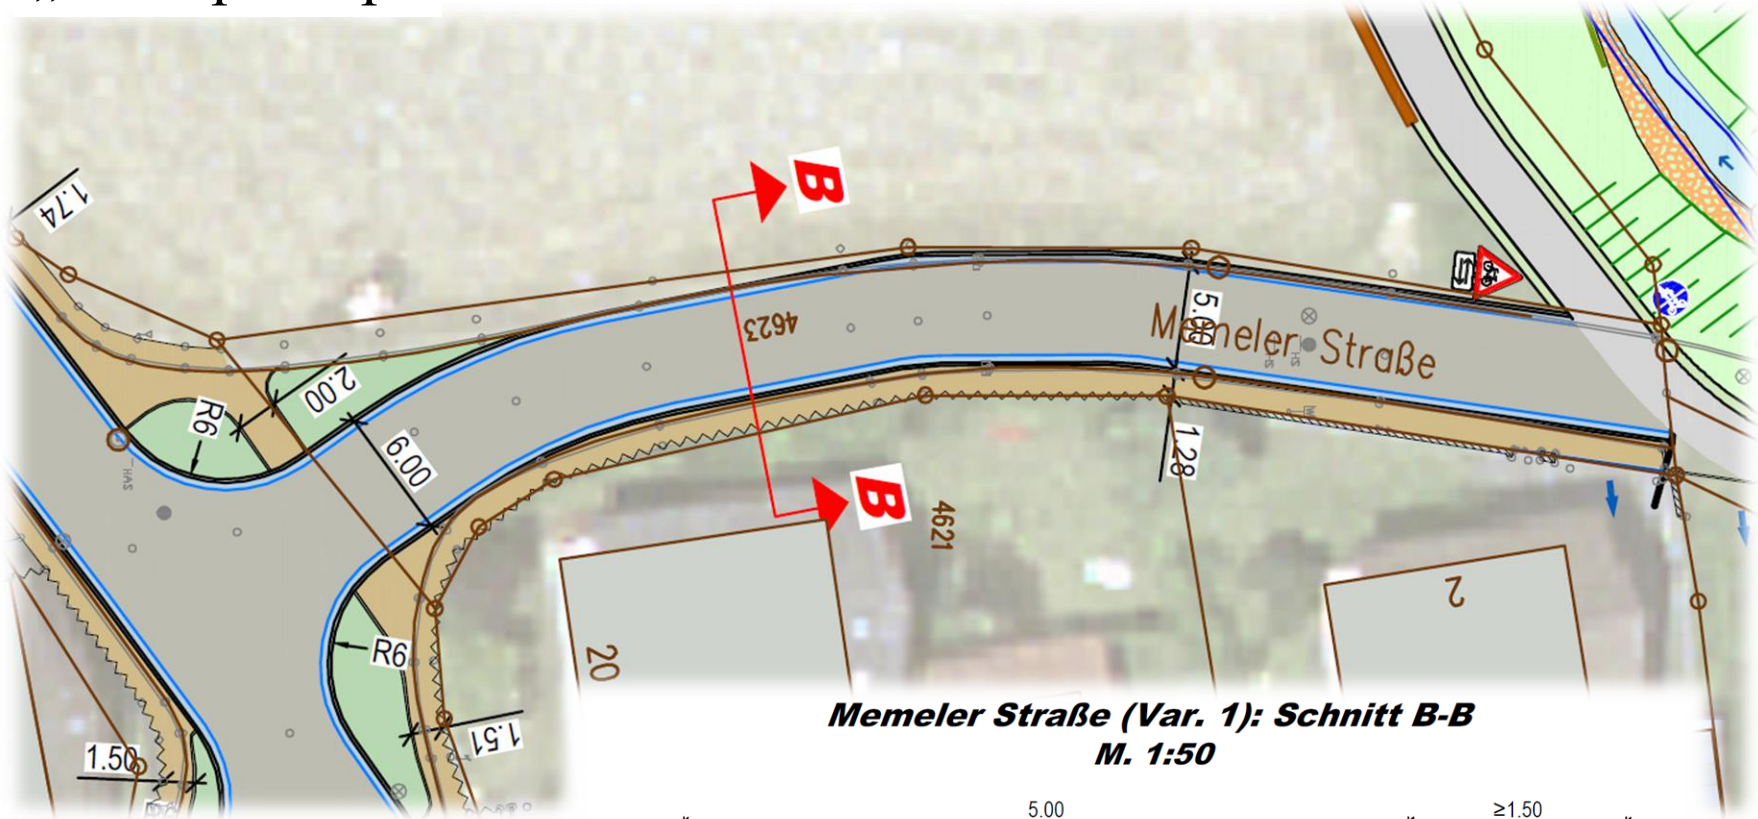 1.74
B
4623
5.00
Memeler Straße
2.00
R6
6.00
1.28
B
4621
2
20
R6
1.51
1.50
Memeler Straße (Var. 1): Schnitt B-B
M. 1:50
5.00
≥1.50